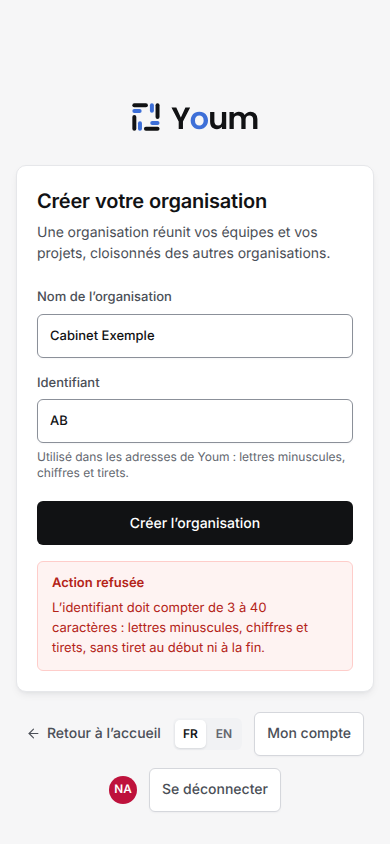 Youm
Créer votre organisation
Une organisation réunit vos équipes et vos
projets, cloisonnés des autres organisations.
Nom de l’organisation
Cabinet Exemple
Identifiant
AB
Utilisé dans les adresses de Youm : lettres minuscules,
chiffres et tirets.
Créer l’organisation
Action refusée
L’identifiant doit compter de 3 à 40
caractères : lettres minuscules, chiffres et
tirets, sans tiret au début ni à la fin.
← Retour à l’accueil FR EN Mon compte
NA Se déconnecter